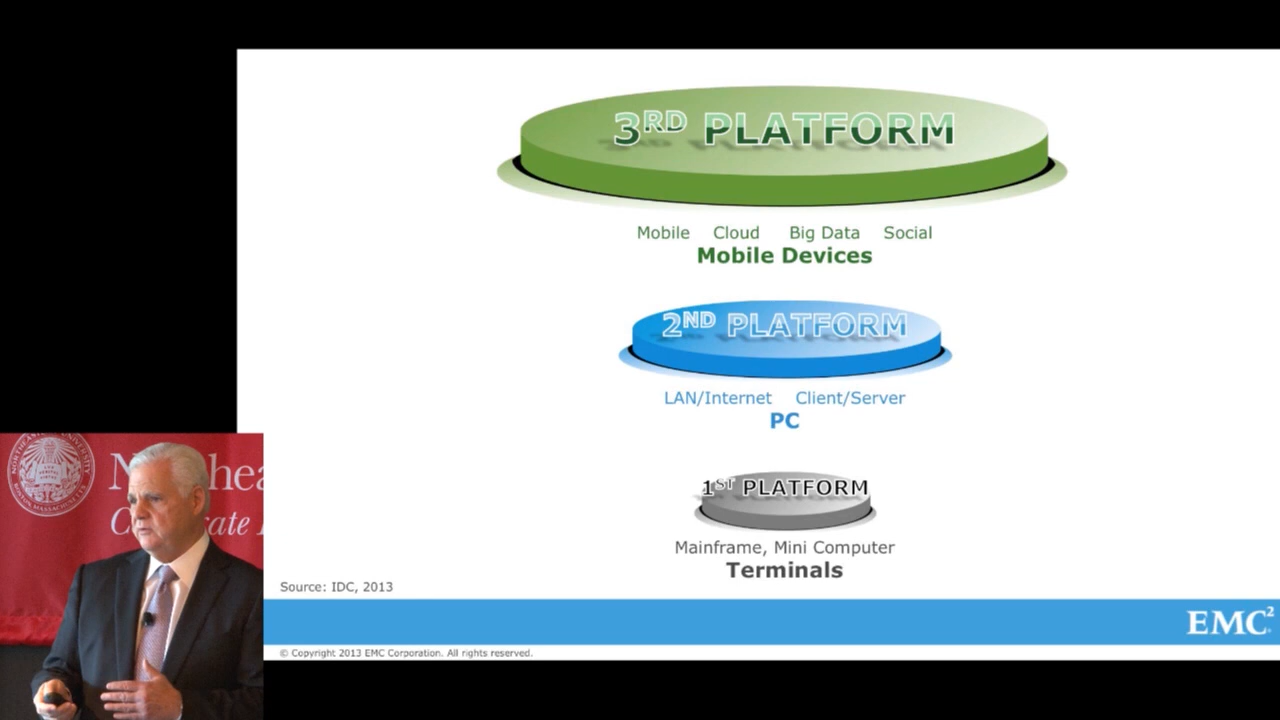 3RD PLATFORM
Mobile Cloud Big Data Social
Mobile Devices
2ND PLATFORM
LAN/Internet Client/Server
PC
1ST PLATFORM
Mainframe, Mini Computer
Terminals
Source: IDC, 2013
EMC2
© Copyright 2013 EMC Corporation. All rights reserved.